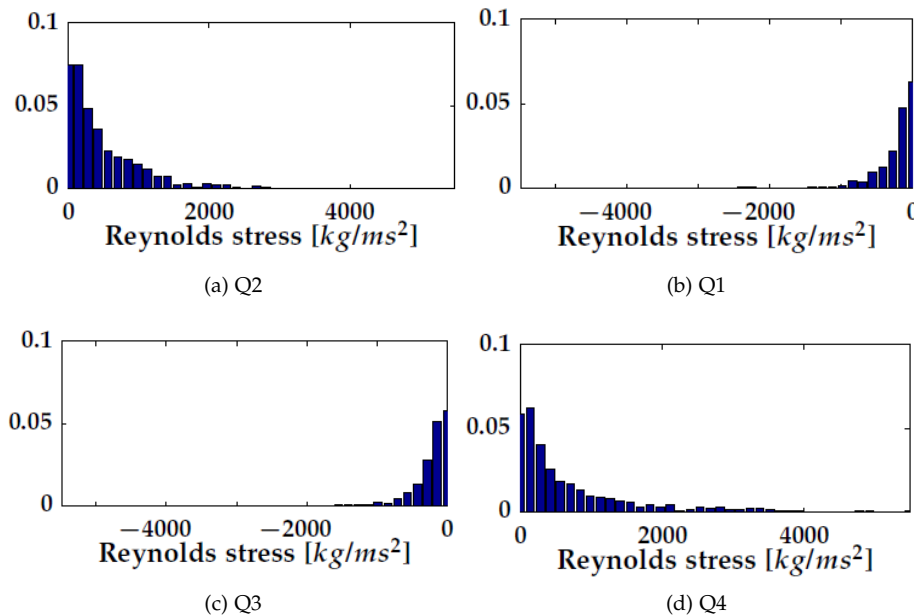 0.1
0.05
0
0 2000 4000
Reynolds stress [kg/ms²]
(a) Q2
0.1
0.05
0
−4000 −2000 0
Reynolds stress [kg/ms²]
(b) Q1
0.1
0.05
0
−4000 −2000 0
Reynolds stress [kg/ms²]
(c) Q3
0.1
0.05
0
0 2000 4000
Reynolds stress [kg/ms²]
(d) Q4